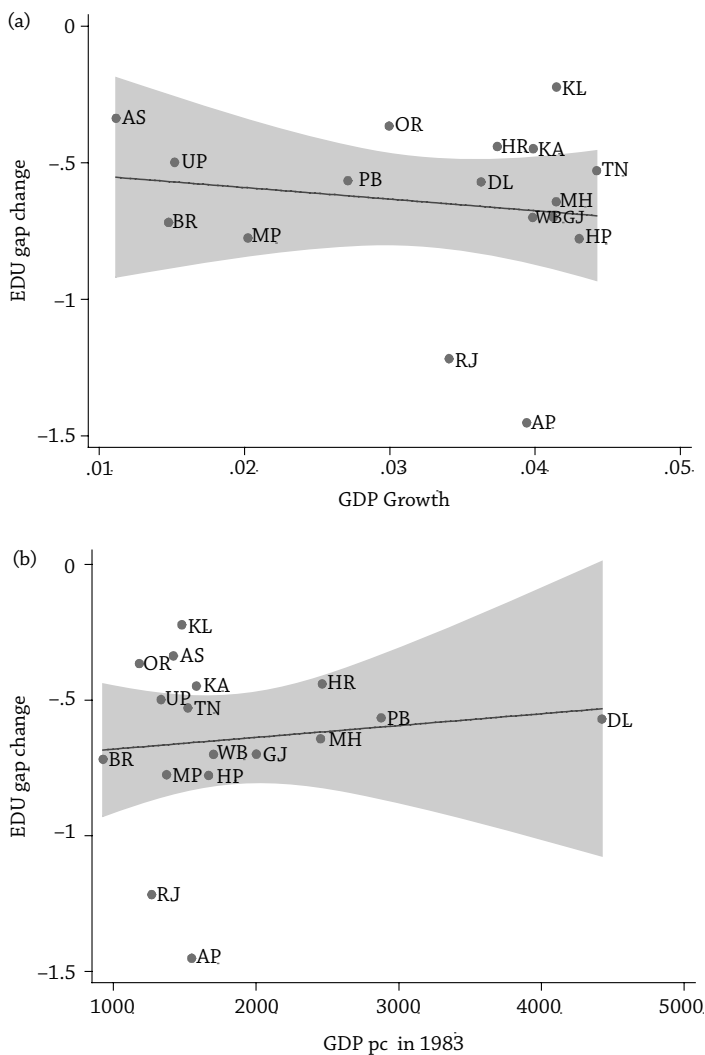 (a)
0
–.5
–1
–1.5
EDU gap change
AS
UP
BR
MP
PB
OR
RJ
DL
HR
KA
KL
TN
MH
WB GJ
HP
AP
.01 .02 .03 .04 .05
GDP Growth
(b)
0
–.5
–1
–1.5
EDU gap change
KL
OR
AS
UP
KA
TN
BR
MP
HP
WB
GJ
HR
MH
PB
DL
RJ
AP
1000 2000 3000 4000 5000
GDP pc in 1983